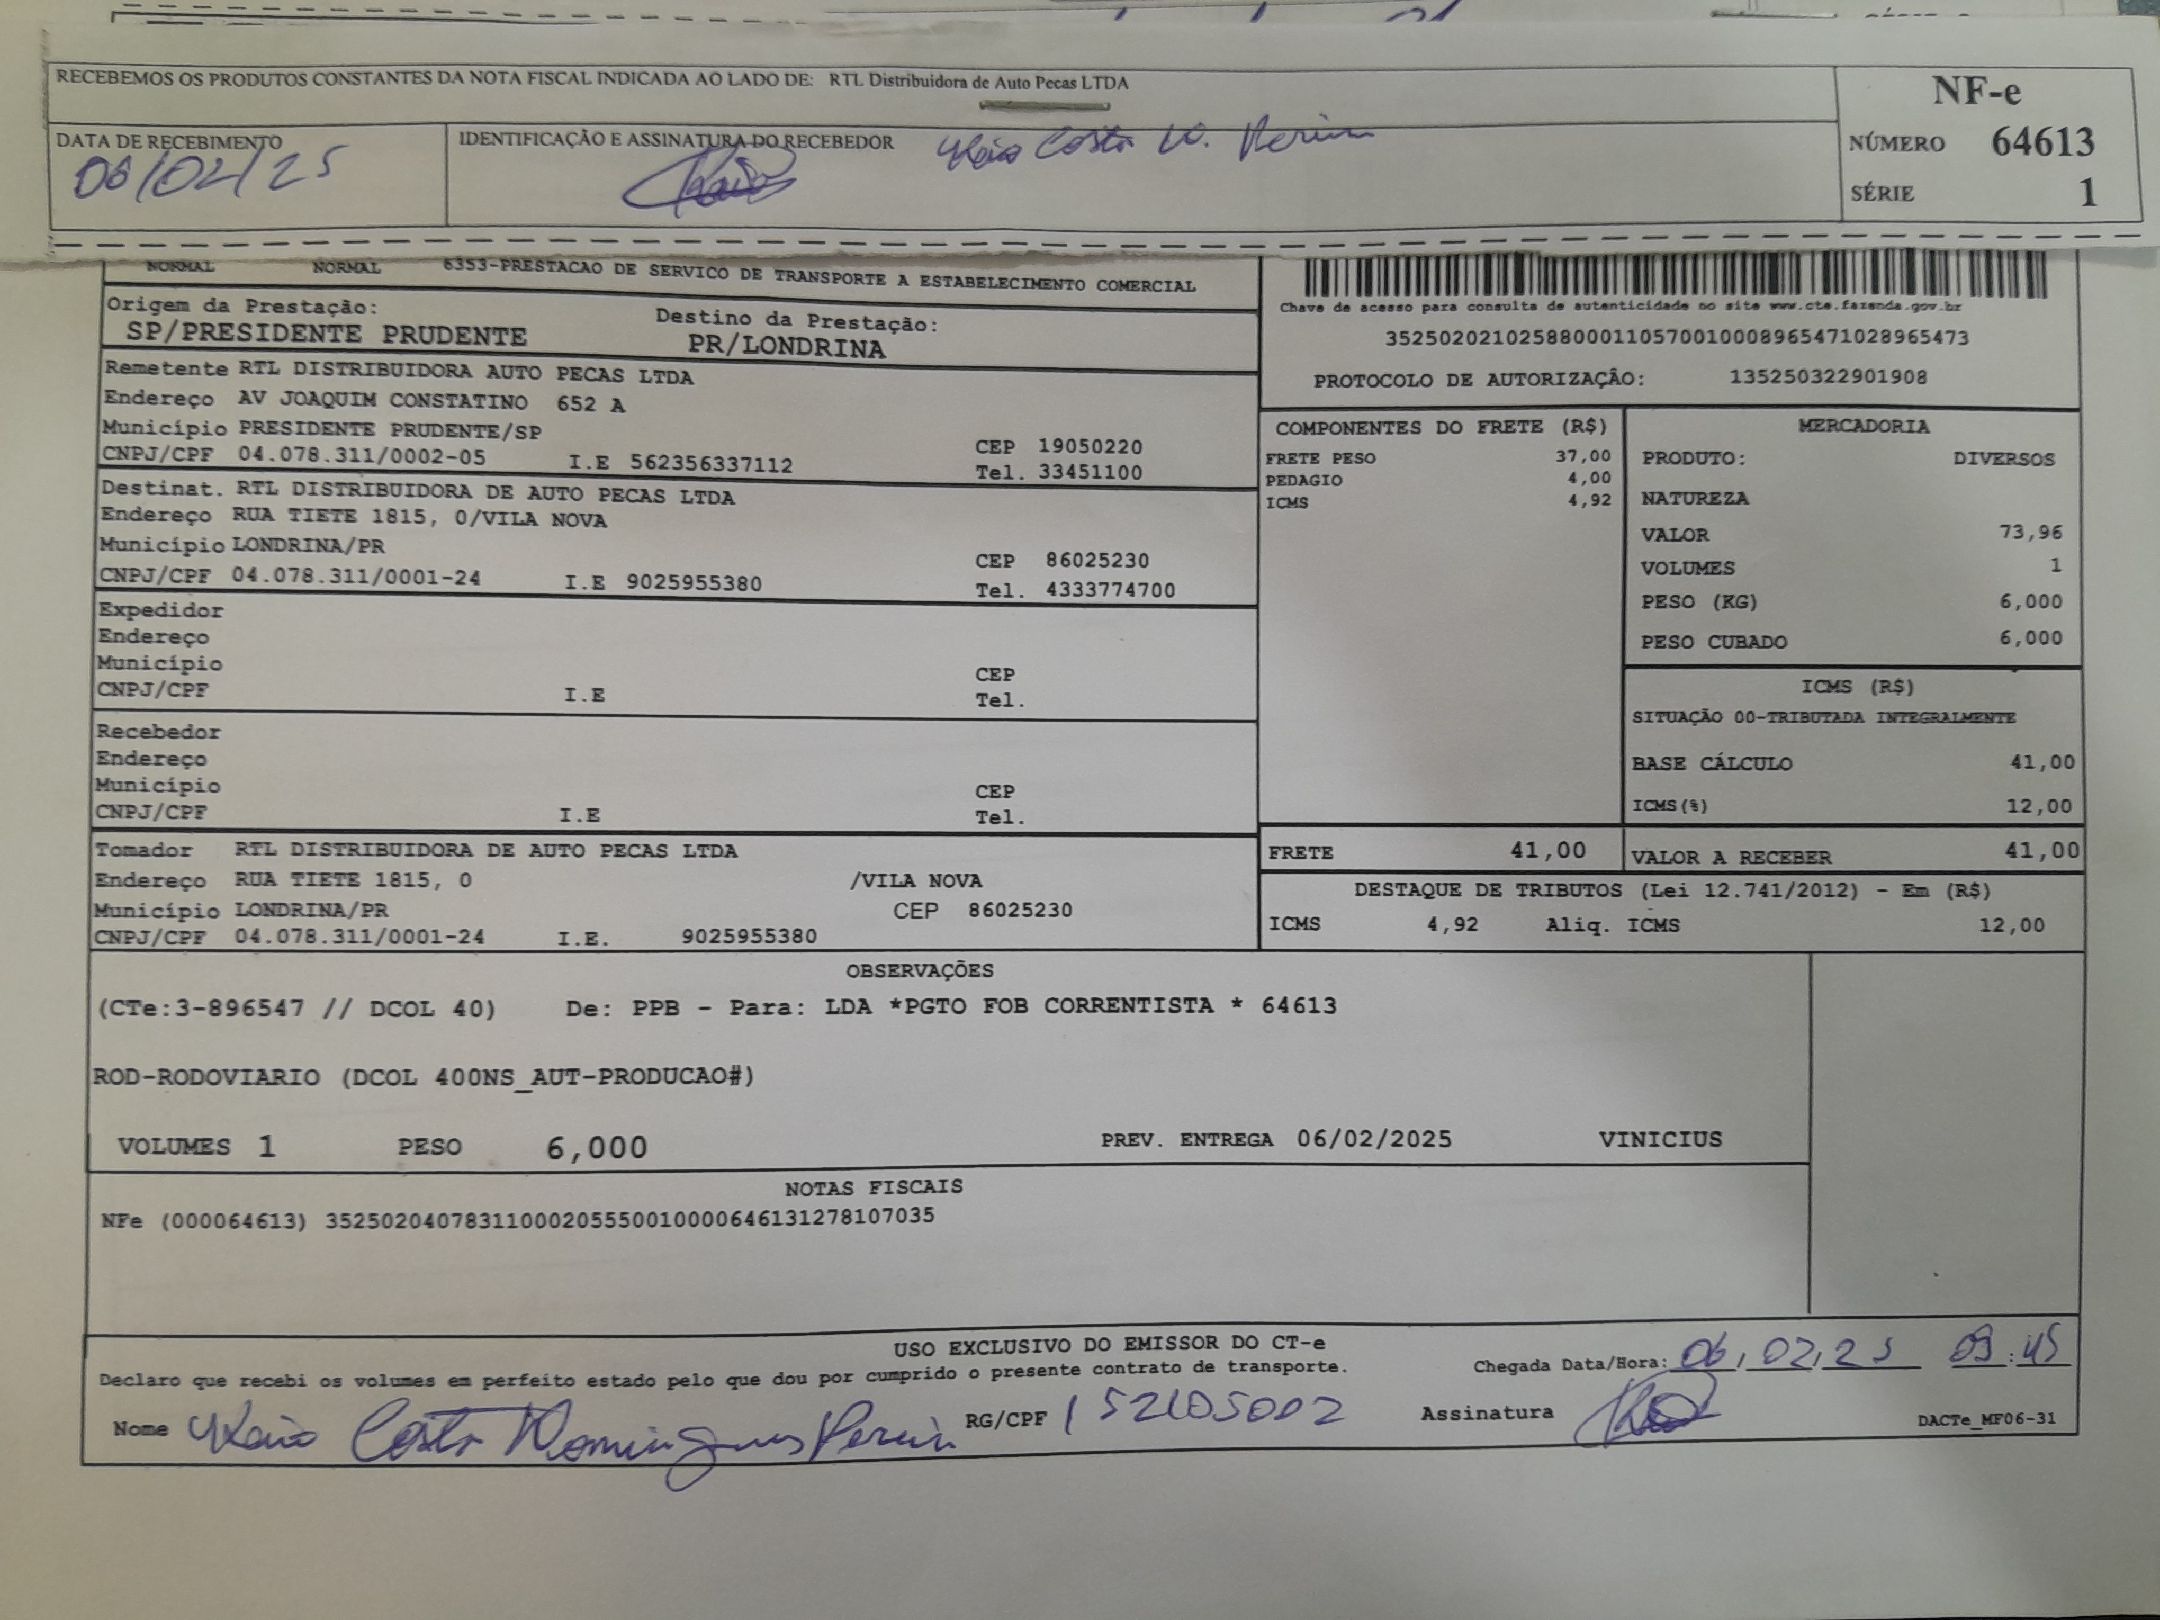 RECEBEMOS OS PRODUTOS CONSTANTES DA NOTA FISCAL INDICADA AO LADO DE: RTL Distribuidora de Auto Pecas LTDA
NF-e
DATA DE RECEBIMENTO
06/02/25
IDENTIFICAÇÃO E ASSINATURA DO RECEBEDOR
Costa D. Pereira
NÚMERO 64613
SÉRIE 1
NORMAL NORMAL 6353-PRESTACAO DE SERVICO DE TRANSPORTE A ESTABELECIMENTO COMERCIAL
Origem da Prestação:
SP/PRESIDENTE PRUDENTE
Destino da Prestação:
PR/LONDRINA
Chave de acesso para consulta de autenticidade no site www.cte.fazenda.gov.br
35250202102588000110570010008965471028965473
PROTOCOLO DE AUTORIZAÇÃO: 135250322901908
Remetente RTL DISTRIBUIDORA AUTO PECAS LTDA
Endereço AV JOAQUIM CONSTATINO 652 A
Município PRESIDENTE PRUDENTE/SP CEP 19050220
CNPJ/CPF 04.078.311/0002-05 I.E 562356337112 Tel. 33451100
Destinat. RTL DISTRIBUIDORA DE AUTO PECAS LTDA
Endereço RUA TIETE 1815, 0/VILA NOVA
Município LONDRINA/PR CEP 86025230
CNPJ/CPF 04.078.311/0001-24 I.E 9025955380 Tel. 4333774700
Expedidor
Endereço
Município CEP
CNPJ/CPF I.E Tel.
Recebedor
Endereço
Município CEP
CNPJ/CPF I.E Tel.
Tomador RTL DISTRIBUIDORA DE AUTO PECAS LTDA
Endereço RUA TIETE 1815, 0 /VILA NOVA
Município LONDRINA/PR CEP 86025230
CNPJ/CPF 04.078.311/0001-24 I.E. 9025955380
COMPONENTES DO FRETE (R$)
FRETE PESO 37,00
PEDAGIO 4,00
ICMS 4,92
MERCADORIA
PRODUTO: DIVERSOS
NATUREZA
VALOR 73,96
VOLUMES 1
PESO (KG) 6,000
PESO CUBADO 6,000
ICMS (R$)
SITUAÇÃO 00-TRIBUTADA INTEGRALMENTE
BASE CÁLCULO 41,00
ICMS(%) 12,00
FRETE 41,00 VALOR A RECEBER 41,00
DESTAQUE DE TRIBUTOS (Lei 12.741/2012) - Em (R$)
ICMS 4,92 Aliq. ICMS 12,00
OBSERVAÇÕES
(CTe:3-896547 // DCOL 40) De: PPB - Para: LDA *PGTO FOB CORRENTISTA * 64613
ROD-RODOVIARIO (DCOL 400NS_AUT-PRODUCAO#)
VOLUMES 1 PESO 6,000 PREV. ENTREGA 06/02/2025 VINICIUS
NOTAS FISCAIS
NFe (000064613) 35250204078311000205550010000646131278107035
USO EXCLUSIVO DO EMISSOR DO CT-e
Declaro que recebi os volumes em perfeito estado pelo que dou por cumprido o presente contrato de transporte.
Chegada Data/Hora: 06/02/25 09:45
Nome Costa Domingues Pereira RG/CPF 152105002 Assinatura
DACTe_MF06-31